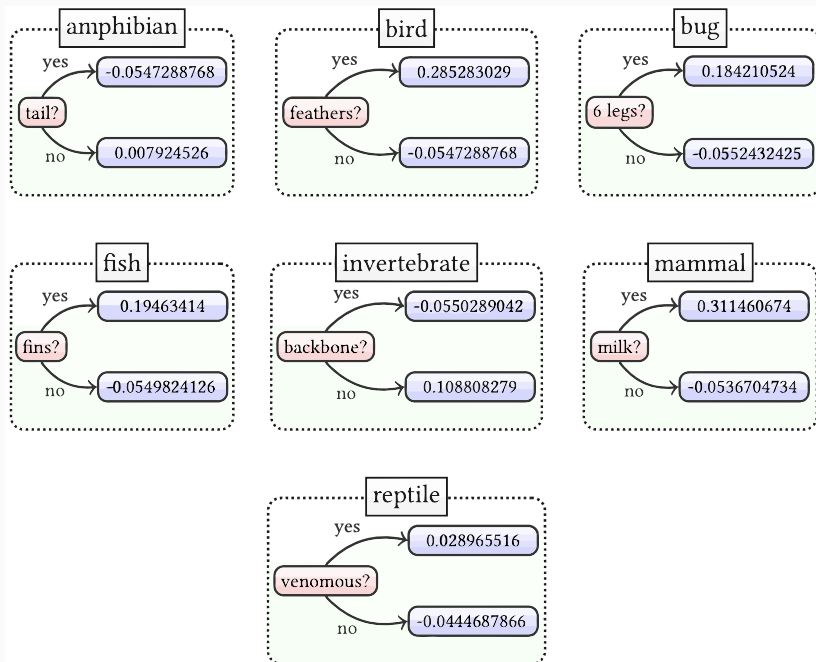 amphibian
yes
-0.0547288768
tail?
no
0.007924526
bird
yes
0.285283029
feathers?
no
-0.0547288768
bug
yes
0.184210524
6 legs?
no
-0.0552432425
fish
yes
0.19463414
fins?
no
-0.0549824126
invertebrate
yes
-0.0550289042
backbone?
no
0.108808279
mammal
yes
0.311460674
milk?
no
-0.0536704734
reptile
yes
0.028965516
venomous?
no
-0.0444687866